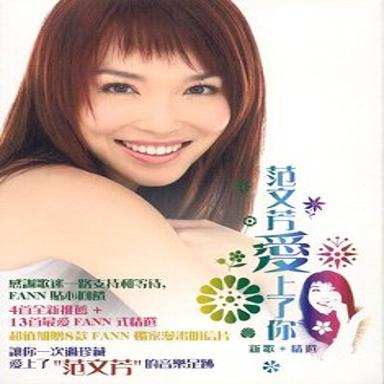 范文芳愛上了你
新歌+精選
感謝歌迷一路支持和等待,
FANN 貼心回饋
4首全新推薦 +
13首最愛 FANN 式精選
超值加贈8款 FANN 獨家漫畫明信片
讓你一次過珍藏
愛上了 "范文芳" 的音樂足跡